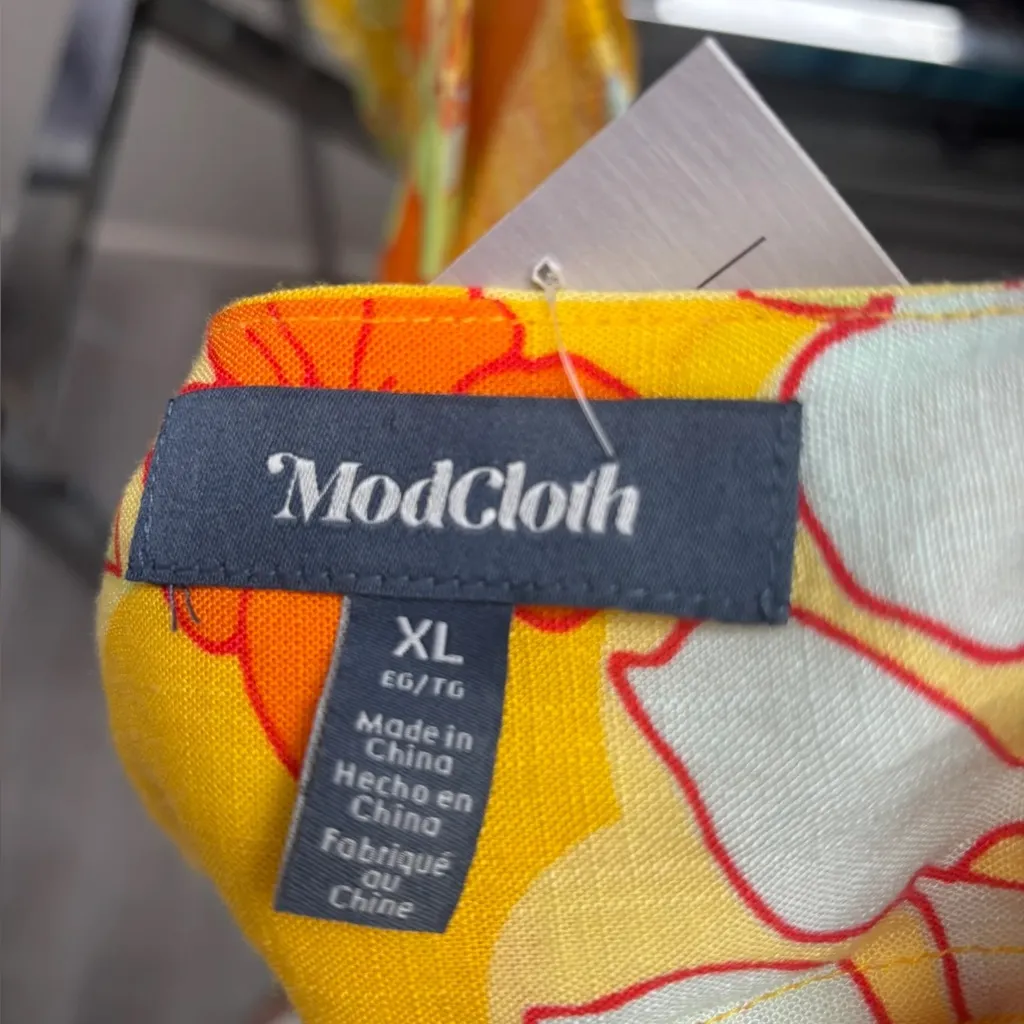 ModCloth
XL
EG/TG
Made in
China
Hecho en
China
Fabriqué
au
Chine